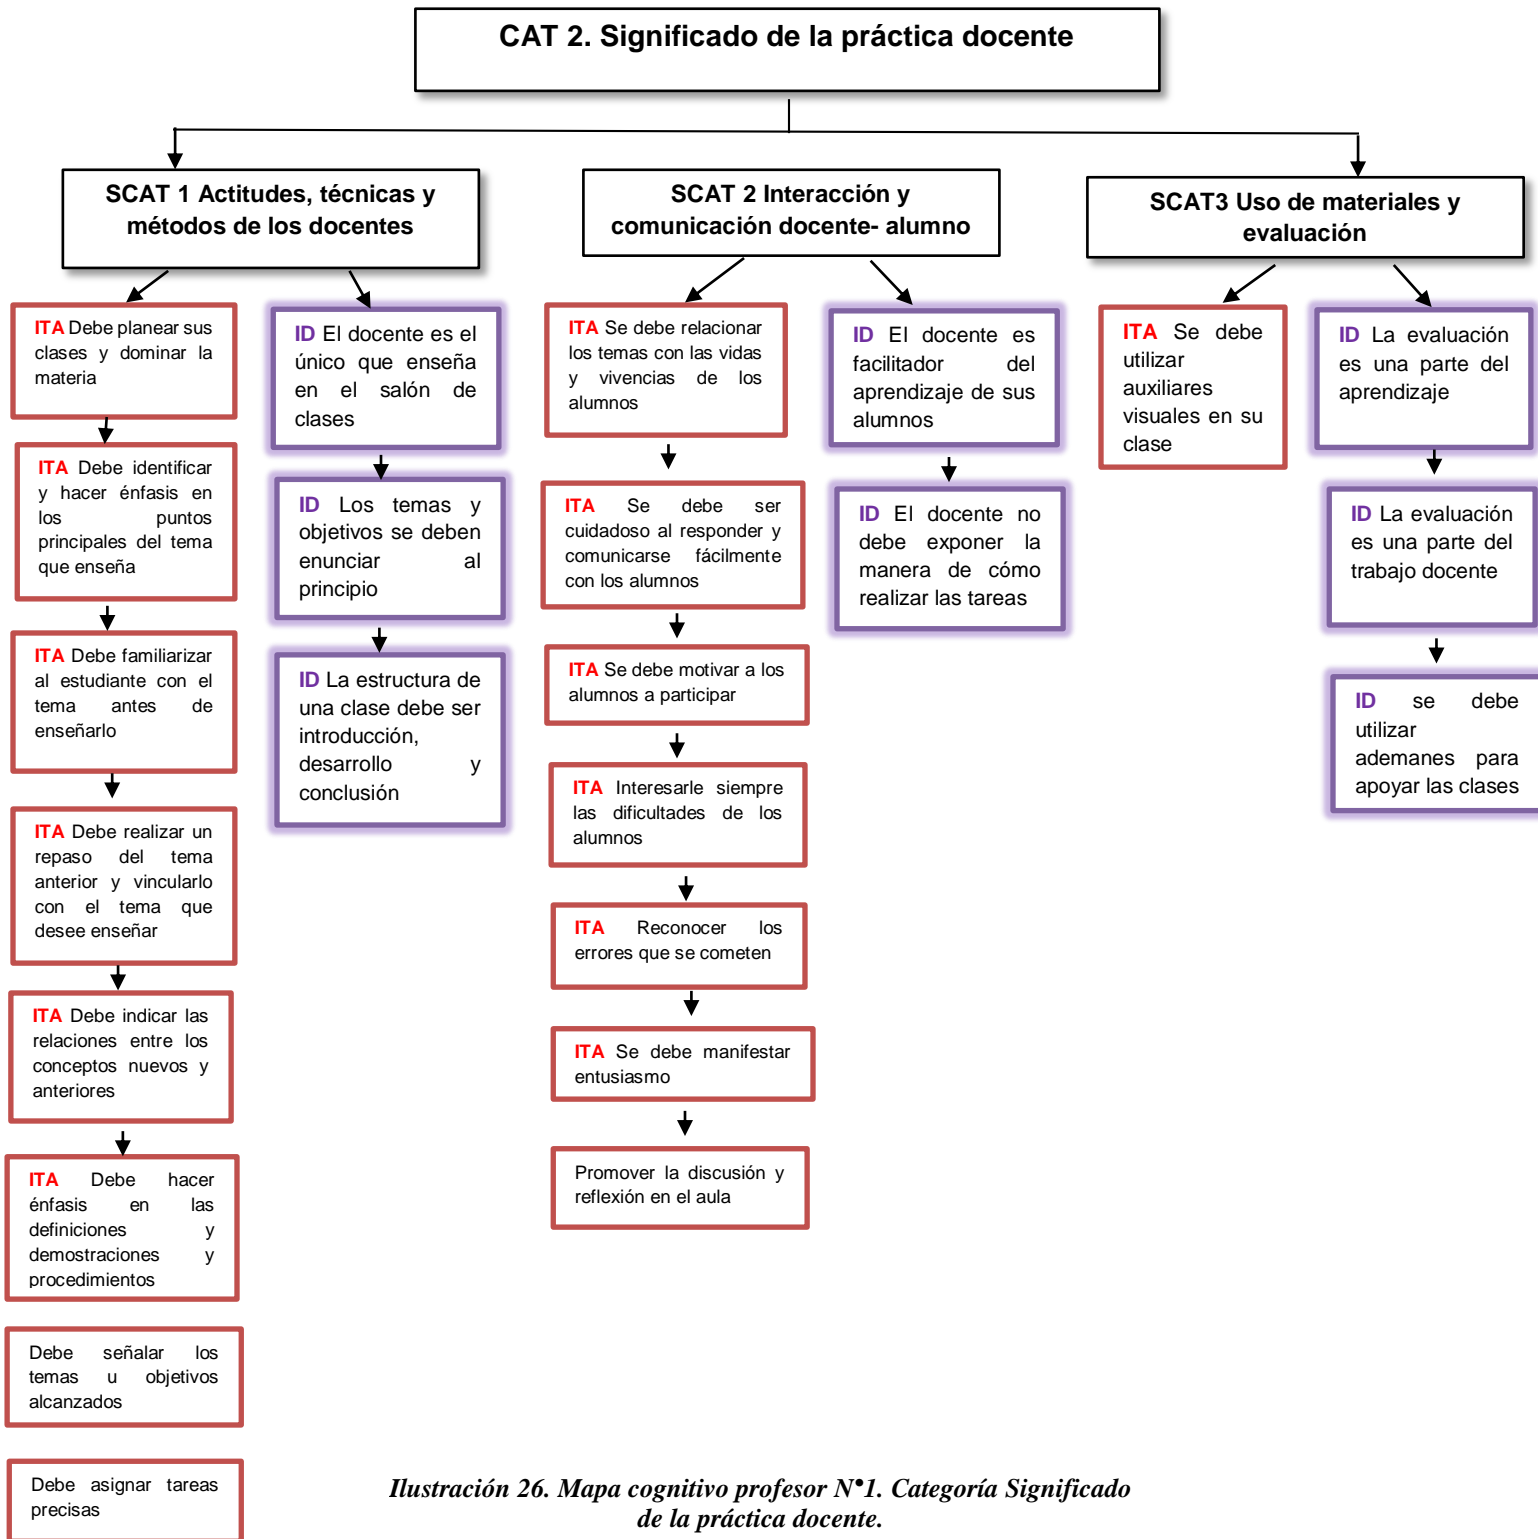 CAT 2. Significado de la práctica docente
SCAT 1 Actitudes, técnicas y
métodos de los docentes
SCAT 2 Interacción y
comunicación docente- alumno
SCAT3 Uso de materiales y
evaluación
ITA Debe planear sus
clases y dominar la
materia
ITA Debe identificar
y hacer énfasis en
los puntos
principales del tema
que enseña
ITA Debe familiarizar
al estudiante con el
tema antes de
enseñarlo
ITA Debe realizar un
repaso del tema
anterior y vincularlo
con el tema que
desee enseñar
ITA Debe indicar las
relaciones entre los
conceptos nuevos y
anteriores
ITA Debe hacer
énfasis en las
definiciones y
demostraciones y
procedimientos
Debe señalar los
temas u objetivos
alcanzados
Debe asignar tareas
precisas
ID El docente es el
único que enseña
en el salón de
clases
ID Los temas y
objetivos se deben
enunciar al
principio
ID La estructura de
una clase debe ser
introducción,
desarrollo y
conclusión
ITA Se debe relacionar
los temas con las vidas
y vivencias de los
alumnos
ITA Se debe ser
cuidadoso al responder y
comunicarse fácilmente
con los alumnos
ITA Se debe motivar a los
alumnos a participar
ITA Interesarle siempre
las dificultades de los
alumnos
ITA Reconocer los
errores que se cometen
ITA Se debe manifestar
entusiasmo
Promover la discusión y
reflexión en el aula
ID El docente es
facilitador del
aprendizaje de sus
alumnos
ID El docente no
debe exponer la
manera de cómo
realizar las tareas
ITA Se debe
utilizar
auxiliares
visuales en su
clase
ID La evaluación
es una parte del
aprendizaje
ID La evaluación
es una parte del
trabajo docente
ID se debe
utilizar
ademanes para
apoyar las clases
Ilustración 26. Mapa cognitivo profesor N•1. Categoría Significado
de la práctica docente.